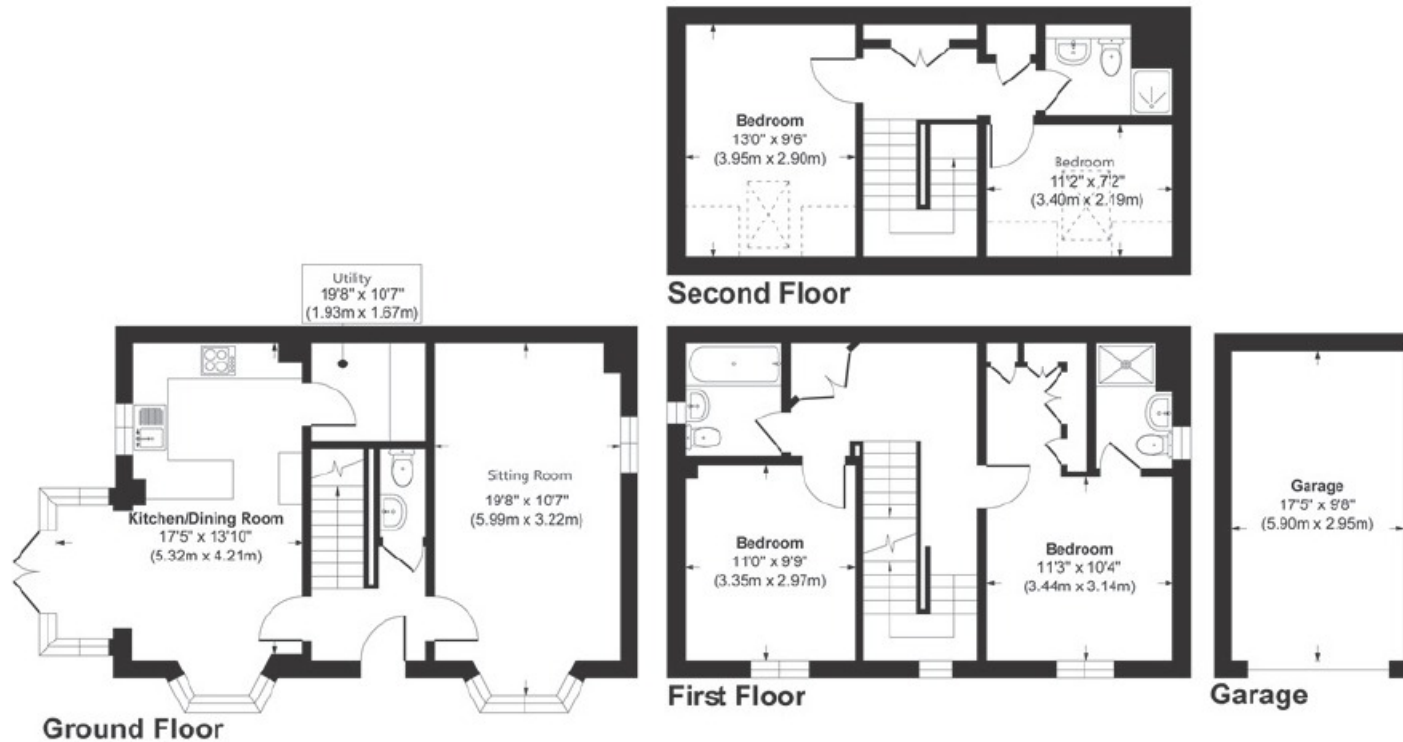 Bedroom
13'0" x 9'6"
(3.95m x 2.90m)
Bedroom
11'2" x 7'2"
(3.40m x 2.19m)
Second Floor
Utility
19'8" x 10'7"
(1.93m x 1.67m)
Kitchen/Dining Room
17'5" x 13'10"
(5.32m x 4.21m)
Sitting Room
19'8" x 10'7"
(5.99m x 3.22m)
Ground Floor
Bedroom
11'0" x 9'9"
(3.35m x 2.97m)
Bedroom
11'3" x 10'4"
(3.44m x 3.14m)
First Floor
Garage
17'5" x 9'8"
(5.90m x 2.95m)
Garage